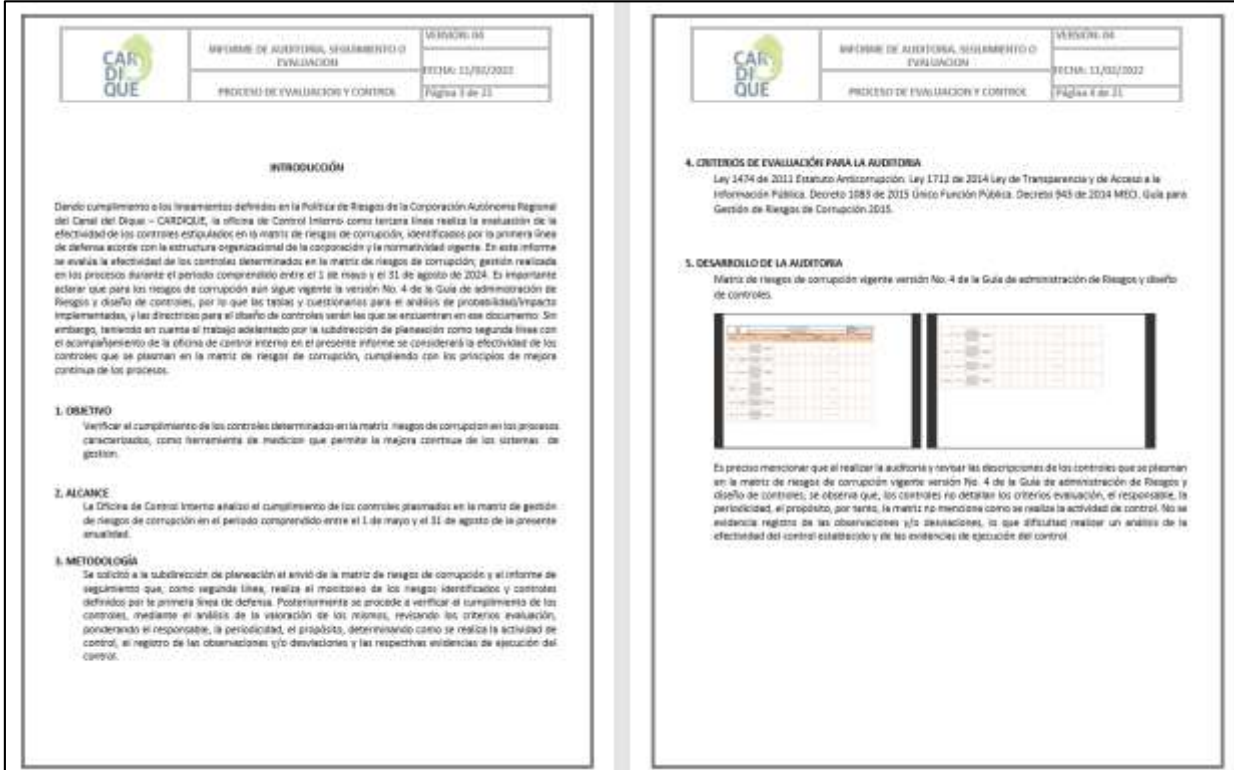 CAR
DI
QUE
INFORME DE AUDITORIA, SEGUIMIENTO O
EVALUACION
PROCESO DE EVALUACION Y CONTROL
VERSIÓN: 04
FECHA: 11/02/2022
Página 3 de 21
INTRODUCCIÓN
Dando cumplimiento a los lineamientos definidos en la Política de Riesgos de la Corporación Autónoma Regional
del Canal del Dique – CARDIQUE, la oficina de Control Interno como tercera línea realiza la evaluación de la
efectividad de los controles estipulados en la matriz de riesgos de corrupción, identificados por la primera línea
de defensa acorde con la estructura organizacional de la corporación y la normatividad vigente. En este informe
se evalúa la efectividad de los controles determinados en la matriz de riesgos de corrupción; gestión realizada
en los procesos durante el periodo comprendido entre el 1 de mayo y el 31 de agosto de 2024. Es importante
aclarar que para los riesgos de corrupción aun sigue vigente la versión No. 4 de la Guía de administración de
Riesgos y diseño de controles, por lo que las tablas y cuestionarios para el análisis de probabilidad/impacto
implementadas, y las directrices para el diseño de controles serán las que se encuentran en ese documento. Sin
embargo, teniendo en cuenta el trabajo adelantado por la subdirección de planeación como segunda línea con
el acompañamiento de la oficina de control interno en el presente informe se considerará la efectividad de los
controles que se plasman en la matriz de riesgos de corrupción, cumpliendo con los principios de mejora
continua de los procesos.
1. OBJETIVO
Verificar el cumplimiento de los controles determinados en la matriz riesgos de corrupcion en los procesos
caracterizados, como herramienta de medicion que permite la mejora continua de los sistemas de
gestion.
2. ALCANCE
La Oficina de Control Interno analizo el cumplimiento de los controles plasmados en la matriz de gestión
de riesgos de corrupción en el periodo comprendido entre el 1 de mayo y el 31 de agosto de la presente
anualidad.
3. METODOLOGÍA
Se solicitó a la subdirección de planeación el envió de la matriz de riesgos de corrupción y el informe de
seguimiento que, como segunda línea, realiza el monitoreo de los riesgos identificados y controles
definidos por la primera línea de defensa. Posteriormente se procede a verificar el cumplimiento de los
controles, mediante el análisis de la valoración de los mismos, revisando los criterios evaluación,
ponderando el responsable, la periodicidad, el propósito, determinando como se realiza la actividad de
control, el registro de las observaciones y/o desviaciones y las respectivas evidencias de ejecución del
control.
CAR
DI
QUE
INFORME DE AUDITORIA, SEGUIMIENTO O
EVALUACION
PROCESO DE EVALUACION Y CONTROL
VERSIÓN: 04
FECHA: 11/02/2022
Página 4 de 21
4. CRITERIOS DE EVALUACIÓN PARA LA AUDITORIA
Ley 1474 de 2011 Estatuto Anticorrupción. Ley 1712 de 2014 Ley de Transparencia y de Acceso a la
Información Pública. Decreto 1083 de 2015 Único Función Pública. Decreto 943 de 2014 MECI. Guía para
Gestión de Riesgos de Corrupción 2015.
5. DESARROLLO DE LA AUDITORIA
Matriz de riesgos de corrupción vigente versión No. 4 de la Guía de administración de Riesgos y diseño
de controles.
Es preciso mencionar que al realizar la auditoria y revisar las descripciones de los controles que se plasman
en la matriz de riesgos de corrupción vigente versión No. 4 de la Guía de administración de Riesgos y
diseño de controles, se observa que, los controles no detallan los criterios evaluación, el responsable, la
periodicidad, el propósito, por tanto, la matriz no menciona como se realiza la actividad de control. No se
evidencia registro de las observaciones y/o desviaciones, lo que dificultad realizar un análisis de la
efectividad del control establecido y de las evidencias de ejecución del control